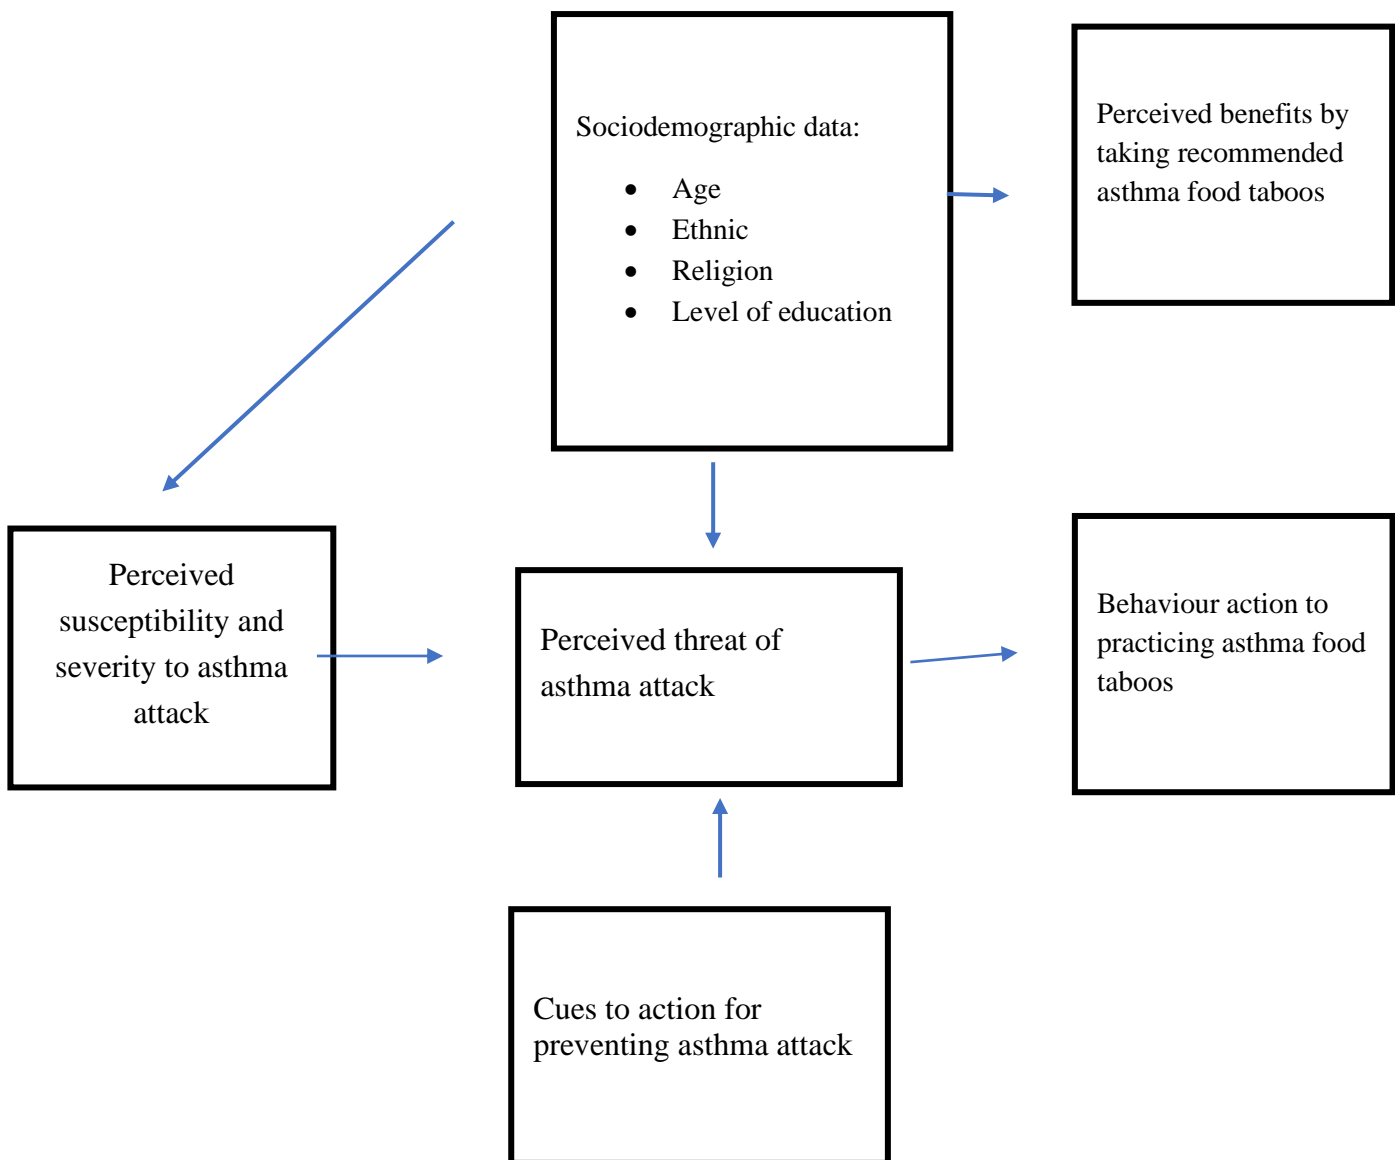 Sociodemographic data:
• Age
• Ethnic
• Religion
• Level of education
Perceived benefits by
taking recommended
asthma food taboos
Perceived
susceptibility and
severity to asthma
attack
Perceived threat of
asthma attack
Behaviour action to
practicing asthma food
taboos
Cues to action for
preventing asthma attack